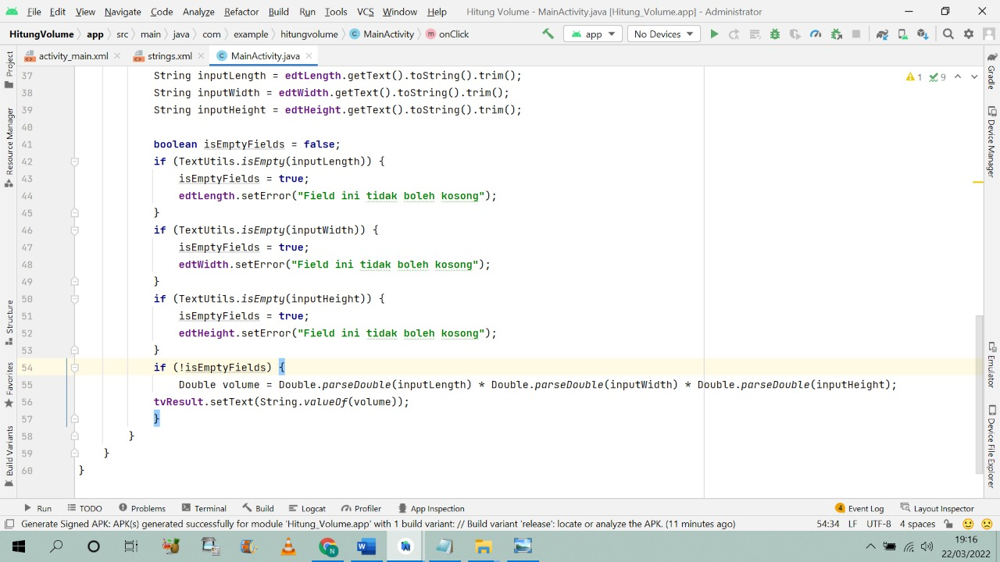 File Edit View Navigate Code Analyze Refactor Build Run Tools VCS Window Help Hitung Volume - MainActivity.java [Hitung_Volume.app] - Administrator
HitungVolume app src main java com example hitungvolume C MainActivity m onClick app No Devices
activity_main.xml strings.xml C MainActivity.java
37 String inputLength = edtLength.getText().toString().trim(); 1 9
38 String inputWidth = edtWidth.getText().toString().trim();
39 String inputHeight = edtHeight.getText().toString().trim();
40
41 boolean isEmptyFields = false;
42 if (TextUtils.isEmpty(inputLength)) {
43 isEmptyFields = true;
44 edtLength.setError("Field ini tidak boleh kosong");
45 }
46 if (TextUtils.isEmpty(inputWidth)) {
47 isEmptyFields = true;
48 edtWidth.setError("Field ini tidak boleh kosong");
49 }
50 if (TextUtils.isEmpty(inputHeight)) {
51 isEmptyFields = true;
52 edtHeight.setError("Field ini tidak boleh kosong");
53 }
54 if (!isEmptyFields) {
55 Double volume = Double.parseDouble(inputLength) * Double.parseDouble(inputWidth) * Double.parseDouble(inputHeight);
56 tvResult.setText(String.valueOf(volume));
57 }
58 }
59 }
60 }
Project
Resource Manager
Structure
Favorites
Build Variants
Gradle
Device Manager
Emulator
Device File Explorer
Run TODO Problems Terminal Build Logcat Profiler App Inspection 4 Event Log Layout Inspector
Generate Signed APK: APK(s) generated successfully for module 'Hitung_Volume.app' with 1 build variant: // Build variant 'release': locate or analyze the APK. (11 minutes ago) 54:34 LF UTF-8 4 spaces
19:16
22/03/2022